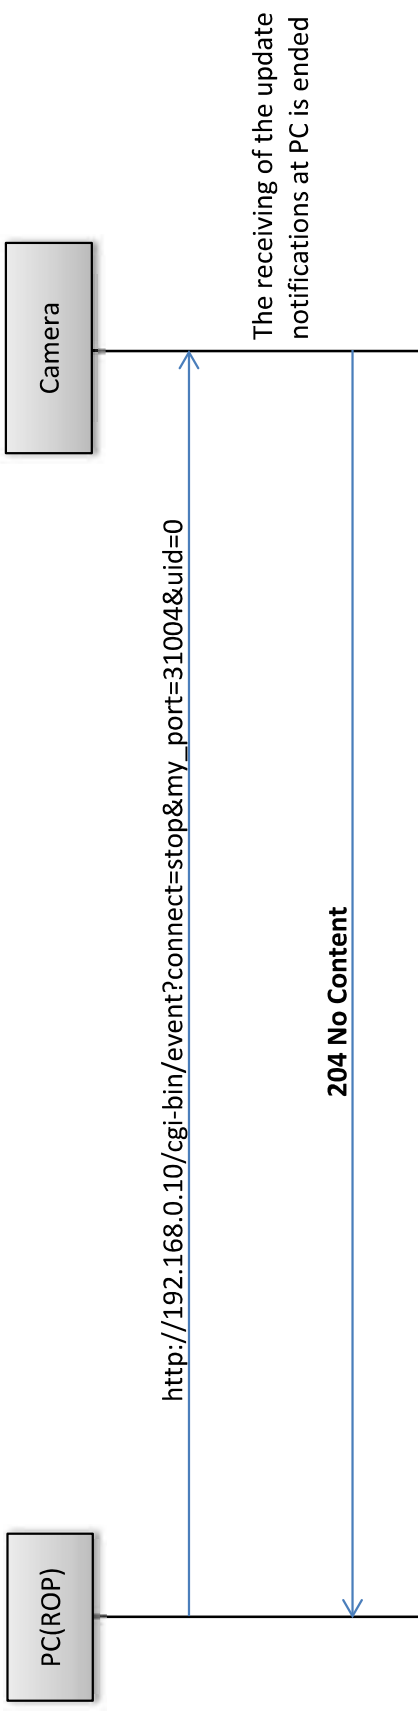 PC(ROP)
Camera
http://192.168.0.10/cgi-bin/event?connect=stop&my_port=31004&uid=0
The receiving of the update
notifications at PC is ended
204 No Content